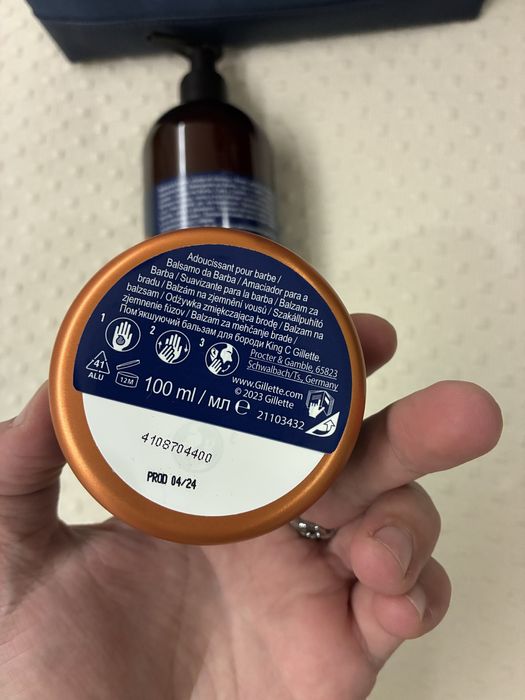 Adoucissant pour barbe /
Balsamo da Barba / Amaciador para a
Barba / Suavizante para la barba / Balzam za
bradu / Balzám na zjemnění vousů / Szakállpuhító
balzsam / Odżywka zmiękczająca brodę / Balzam na
zjemnenie fúzov / Balzam za mehčanje brade /
Пом'якшуючий бальзам для бороди King C Gillette.
1 2 3
Procter & Gamble, 65823
Schwalbach/Ts, Germany
41
ALU
12M
www.Gillette.com
© 2023 Gillette
100 ml / мл ℮
21103432
4108704400
PROD 04/24